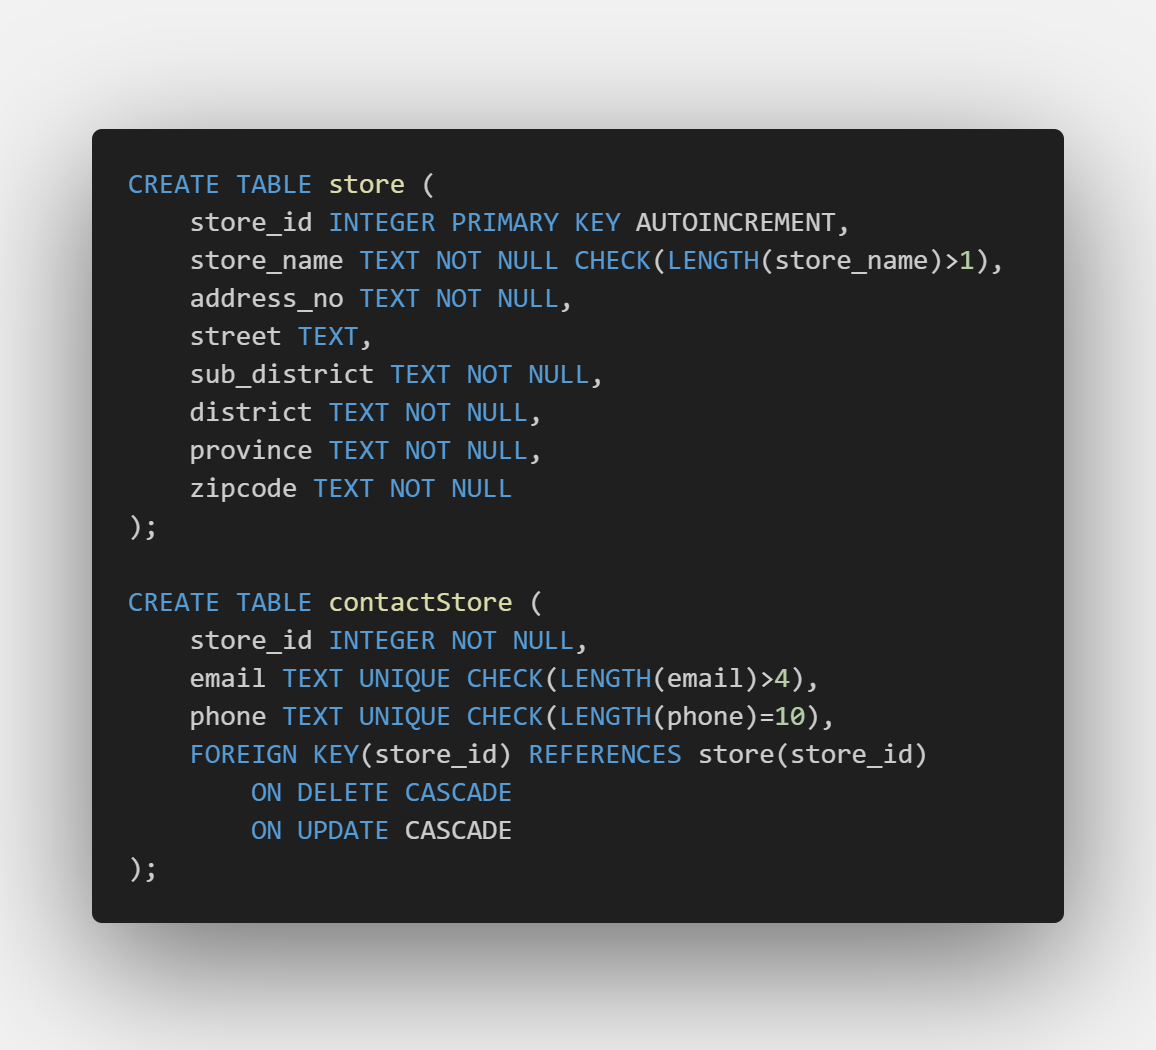 CREATE TABLE store (
    store_id INTEGER PRIMARY KEY AUTOINCREMENT,
    store_name TEXT NOT NULL CHECK(LENGTH(store_name)>1),
    address_no TEXT NOT NULL,
    street TEXT,
    sub_district TEXT NOT NULL,
    district TEXT NOT NULL,
    province TEXT NOT NULL,
    zipcode TEXT NOT NULL
);

CREATE TABLE contactStore (
    store_id INTEGER NOT NULL,
    email TEXT UNIQUE CHECK(LENGTH(email)>4),
    phone TEXT UNIQUE CHECK(LENGTH(phone)=10),
    FOREIGN KEY(store_id) REFERENCES store(store_id)
        ON DELETE CASCADE
        ON UPDATE CASCADE
);